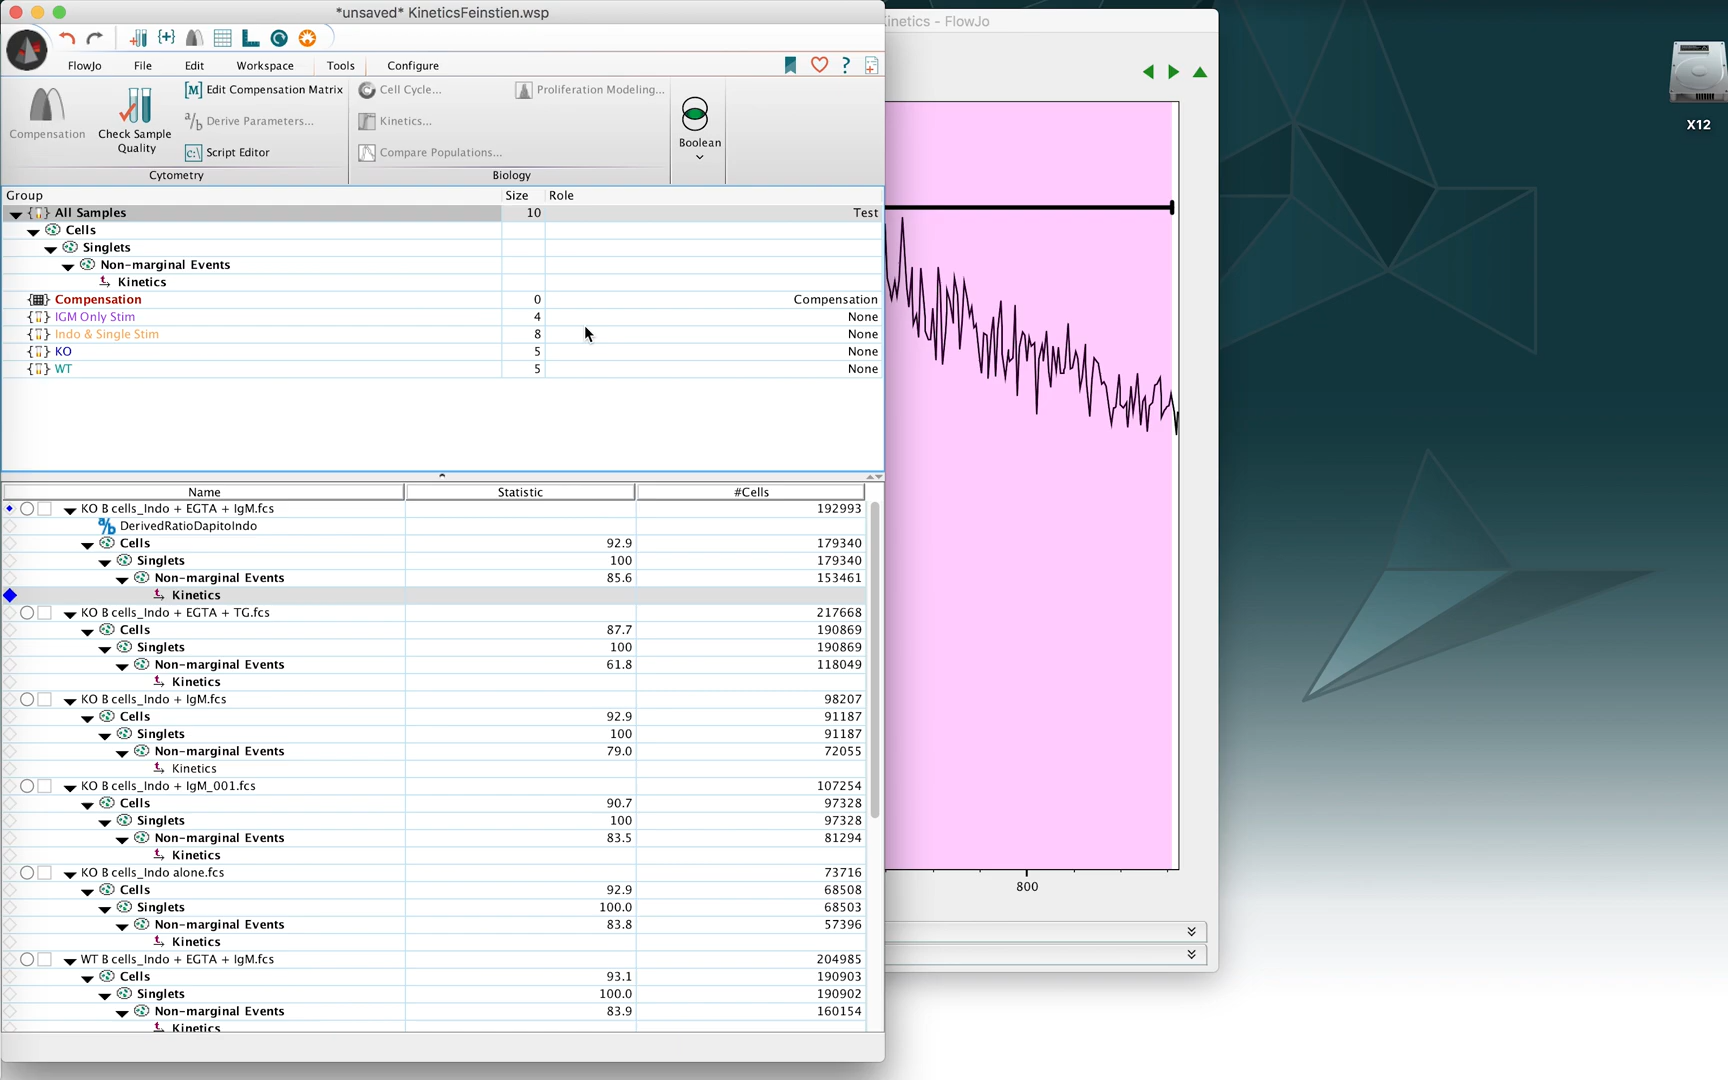 *unsaved* KineticsFeinstien.wsp
inetics - FlowJo
X12
FlowJo File Edit Workspace Tools Configure
Compensation
Check Sample Quality
[M] Edit Compensation Matrix
a/b Derive Parameters...
c:\ Script Editor
Cytometry
Cell Cycle...
Kinetics...
Compare Populations...
Proliferation Modeling...
Biology
Boolean
Group Size Role
All Samples 10 Test
Cells
Singlets
Non-marginal Events
Kinetics
Compensation 0 Compensation
IGM Only Stim 4 None
Indo & Single Stim 8 None
KO 5 None
WT 5 None
Name Statistic #Cells
KO B cells_Indo + EGTA + IgM.fcs 192993
a/b DerivedRatioDapitoIndo
Cells 92.9 179340
Singlets 100 179340
Non-marginal Events 85.6 153461
Kinetics
KO B cells_Indo + EGTA + TG.fcs 217668
Cells 87.7 190869
Singlets 100 190869
Non-marginal Events 61.8 118049
Kinetics
KO B cells_Indo + IgM.fcs 98207
Cells 92.9 91187
Singlets 100 91187
Non-marginal Events 79.0 72055
Kinetics
KO B cells_Indo + IgM_001.fcs 107254
Cells 90.7 97328
Singlets 100 97328
Non-marginal Events 83.5 81294
Kinetics
KO B cells_Indo alone.fcs 73716
Cells 92.9 68508
Singlets 100.0 68503
Non-marginal Events 83.8 57396
Kinetics
WT B cells_Indo + EGTA + IgM.fcs 204985
Cells 93.1 190903
Singlets 100.0 190902
Non-marginal Events 83.9 160154
Kinetics
800